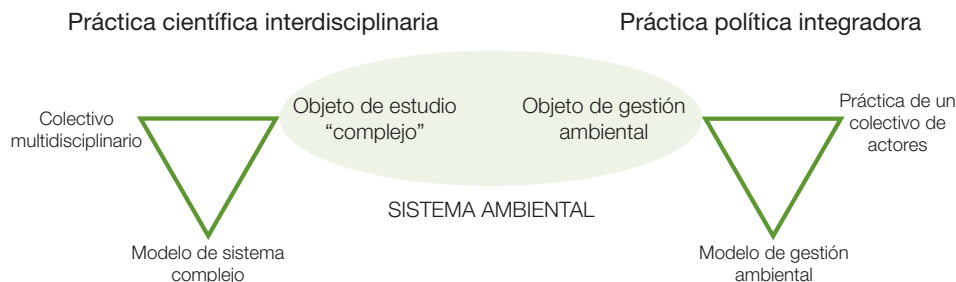 Práctica científica interdisciplinaria
Práctica política integradora
Colectivo
multidisciplinario
Objeto de estudio
“complejo”
Objeto de gestión
ambiental
Práctica de un
colectivo de
actores
SISTEMA AMBIENTAL
Modelo de sistema
complejo
Modelo de gestión
ambiental